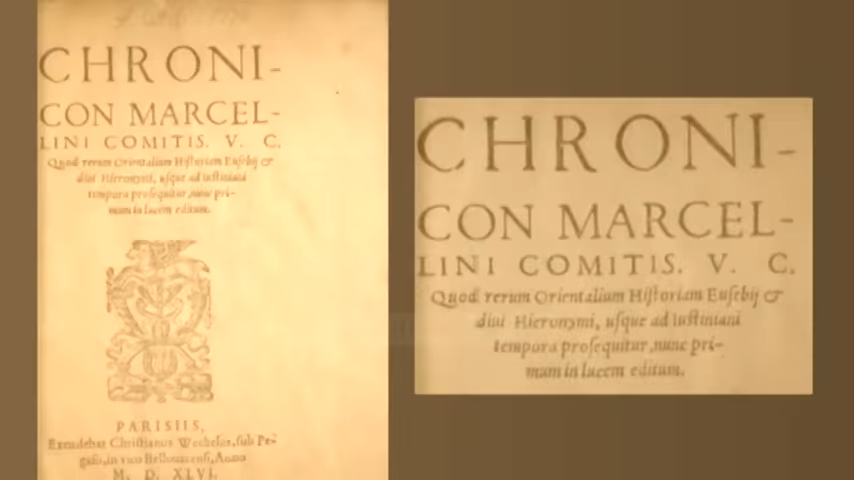 CHRONI-
CON MARCEL-
LINI COMITIS. V. C.
Quod rerum Orientalium Historiam Eusebij &
diui Hieronymi, usque ad Iustiniani
tempora prosequitur, nunc pri-
mum in lucem editum.
PARISIIS,
Excudebat Christianus Wechelus, sub Pe-
gaso, in vico Bellouacensi, Anno
M. D. XLVI.
CHRONI-
CON MARCEL-
LINI COMITIS. V. C.
Quod rerum Orientalium Historiam Eusebij &
diui Hieronymi, usque ad Iustiniani
tempora prosequitur, nunc pri-
mum in lucem editum.